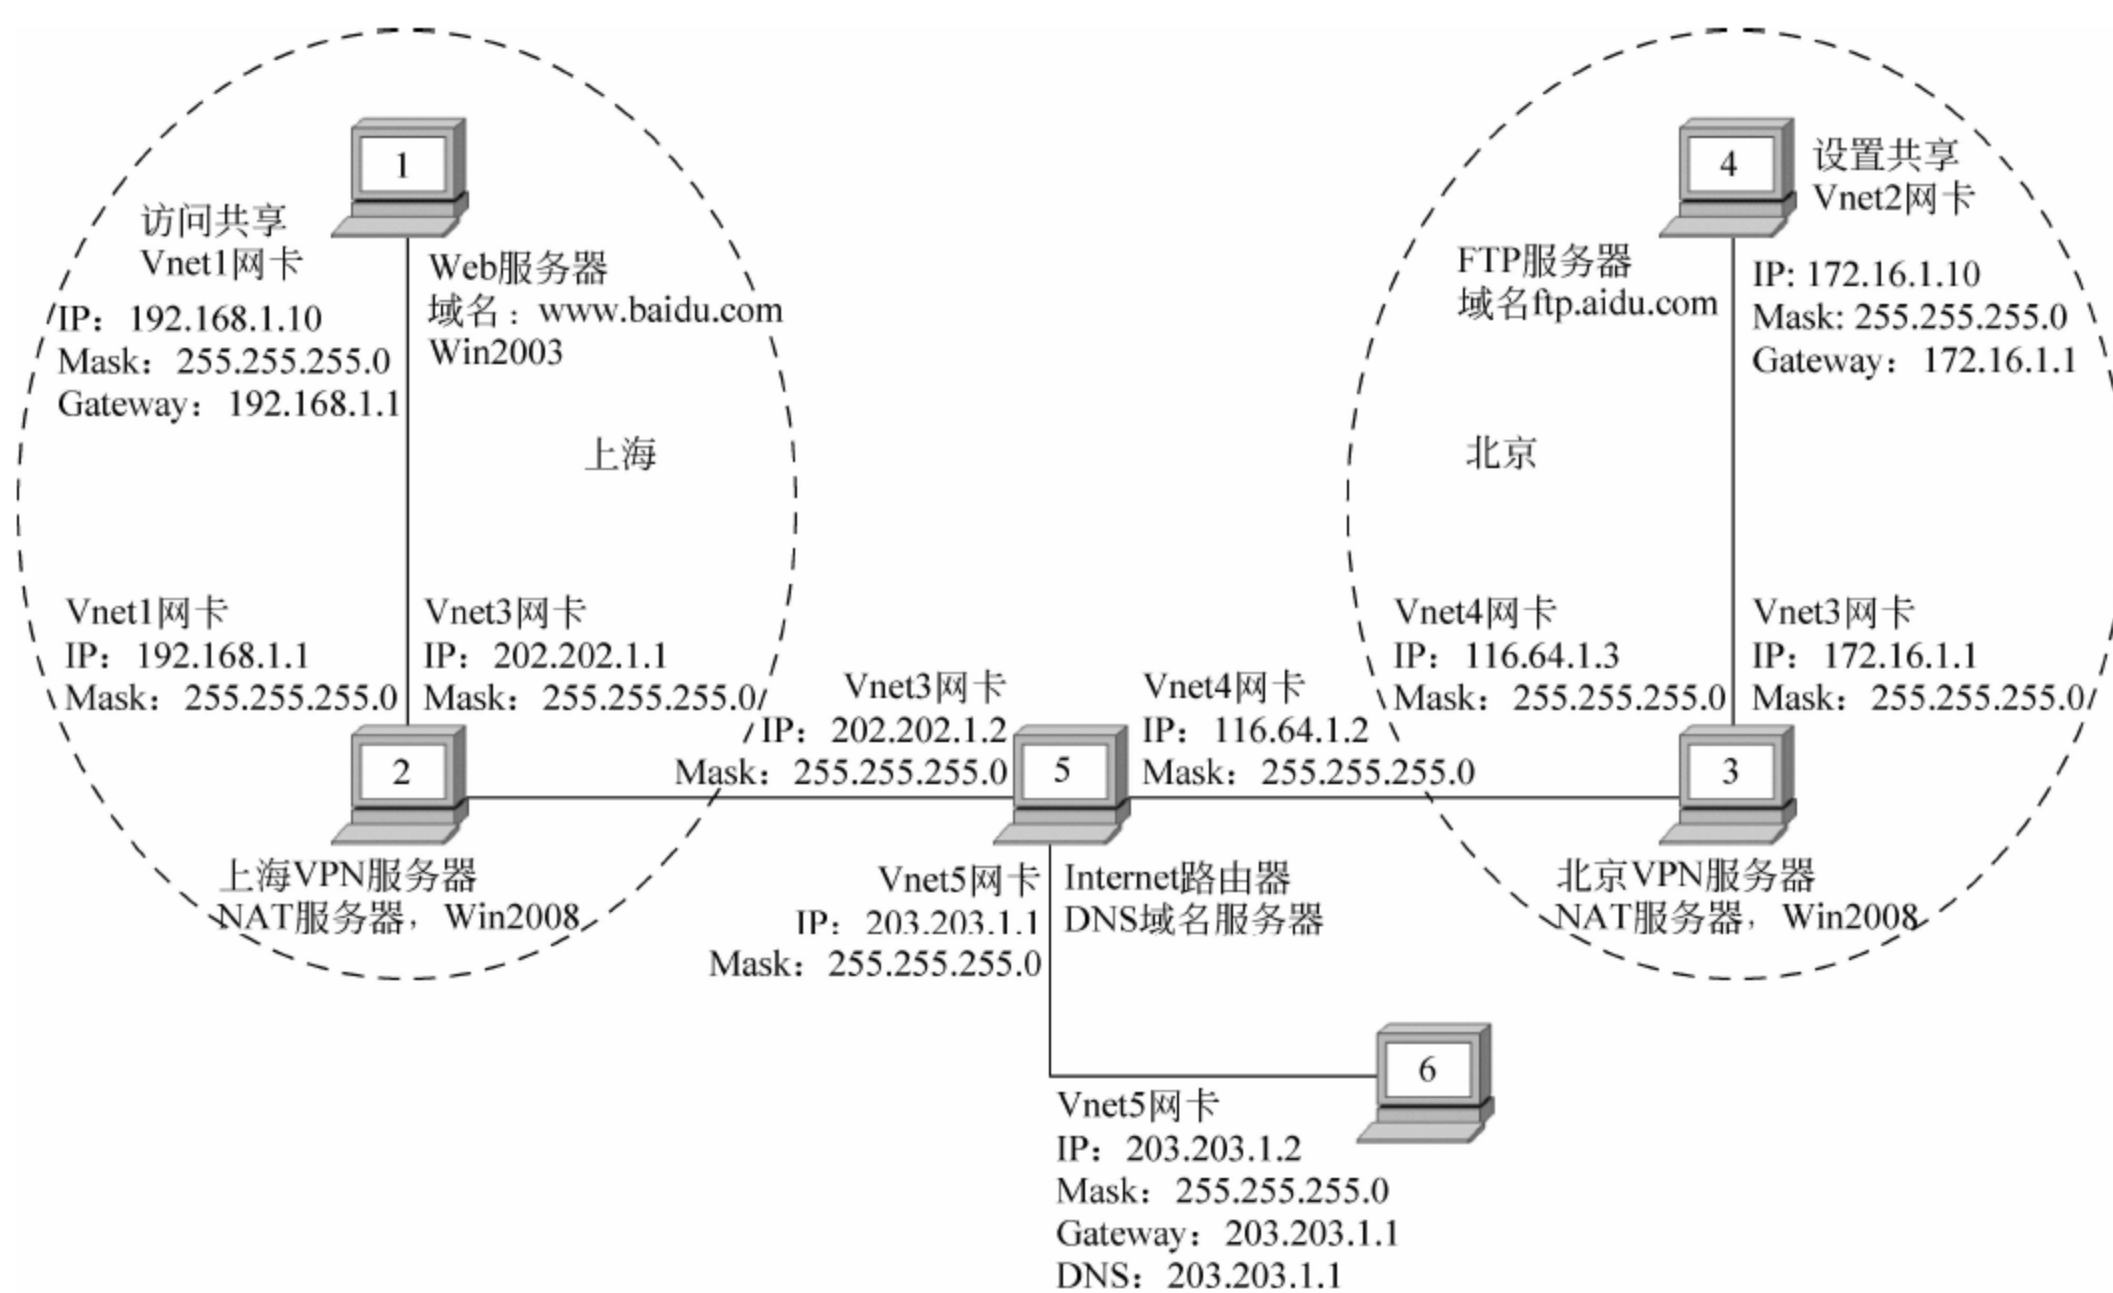 1
访问共享
Vnet1网卡
IP：192.168.1.10
Mask：255.255.255.0
Gateway：192.168.1.1
Web服务器
域名：www.baidu.com
Win2003
上海
4
设置共享
Vnet2网卡
FTP服务器
域名ftp.aidu.com
IP: 172.16.1.10
Mask: 255.255.255.0
Gateway：172.16.1.1
北京
Vnet1网卡
IP：192.168.1.1
Mask：255.255.255.0
Vnet3网卡
IP：202.202.1.1
Mask：255.255.255.0
2
上海VPN服务器
NAT服务器，Win2008
Vnet3网卡
IP：202.202.1.2
Mask：255.255.255.0
5
Vnet4网卡
IP：116.64.1.2
Mask：255.255.255.0
Vnet5网卡
IP：203.203.1.1
Mask：255.255.255.0
Internet路由器
DNS域名服务器
Vnet4网卡
IP：116.64.1.3
Mask：255.255.255.0
Vnet3网卡
IP：172.16.1.1
Mask：255.255.255.0
3
北京VPN服务器
NAT服务器，Win2008
6
Vnet5网卡
IP：203.203.1.2
Mask：255.255.255.0
Gateway：203.203.1.1
DNS：203.203.1.1